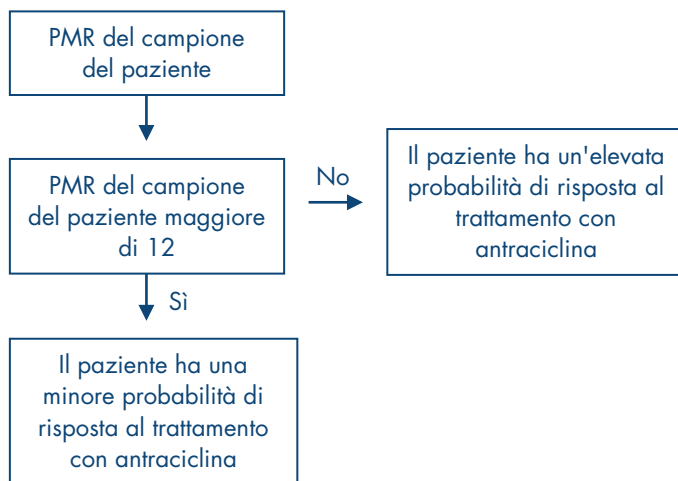 PMR del campione
del paziente
PMR del campione
del paziente maggiore
di 12
No
Il paziente ha un'elevata
probabilità di risposta al
trattamento con
antraciclina
Sì
Il paziente ha una
minore probabilità di
risposta al trattamento
con antraciclina